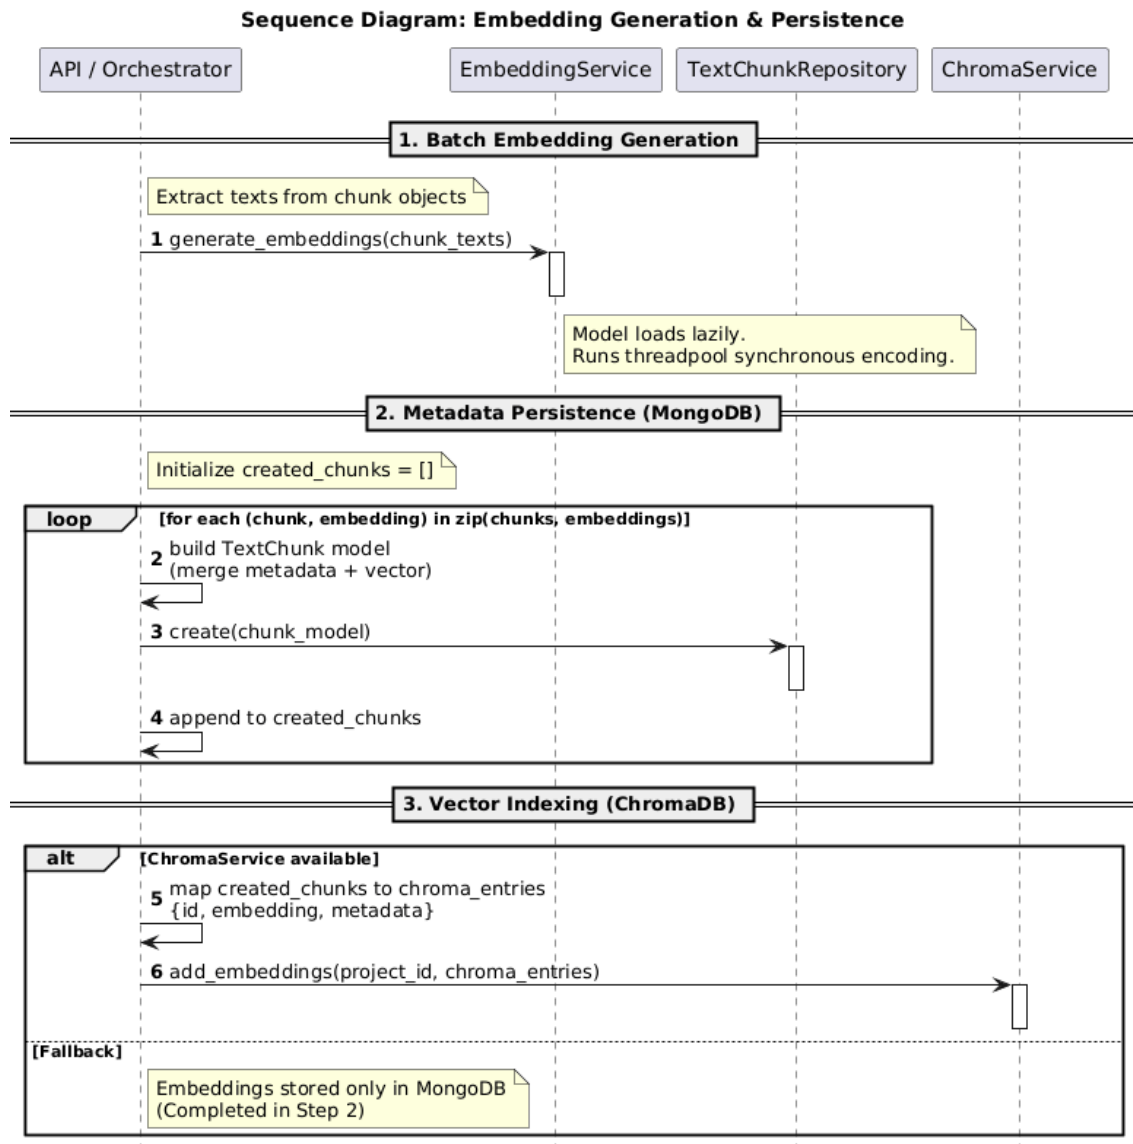 Sequence Diagram: Embedding Generation & Persistence
API / Orchestrator
EmbeddingService
TextChunkRepository
ChromaService
1. Batch Embedding Generation
Extract texts from chunk objects
1 generate_embeddings(chunk_texts)
Model loads lazily.
Runs threadpool synchronous encoding.
2. Metadata Persistence (MongoDB)
Initialize created_chunks = []
loop
[for each (chunk, embedding) in zip(chunks, embeddings)]
2 build TextChunk model
(merge metadata + vector)
3 create(chunk_model)
4 append to created_chunks
3. Vector Indexing (ChromaDB)
alt
[ChromaService available]
5 map created_chunks to chroma_entries
{id, embedding, metadata}
6 add_embeddings(project_id, chroma_entries)
[Fallback]
Embeddings stored only in MongoDB
(Completed in Step 2)